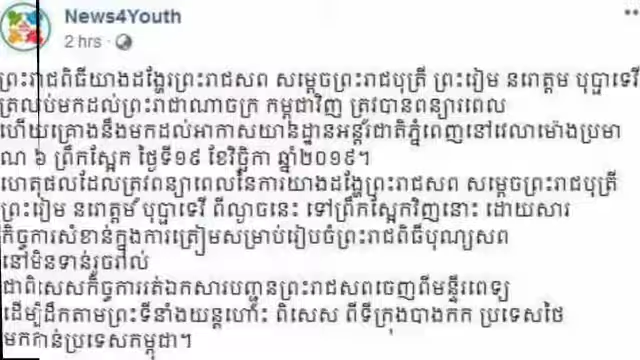 News4Youth
2 hrs ·
ព្រះរាជពិធីយាងដង្ហែរព្រះរាជសព សម្តេចព្រះរាជបុត្រី ព្រះរៀម នរោត្តម បុប្ផាទេវី
ត្រលប់មកដល់ព្រះរាជាណាចក្រ កម្ពុជាវិញ ត្រូវបានពន្យារពេល
ហើយគ្រោងនឹងមកដល់អាកាសយានដ្ឋានអន្តរជាតិភ្នំពេញនៅវេលាម៉ោងប្រមា
ណ ៦ ព្រឹកស្អែក ថ្ងៃទី១៩ ខែវិច្ឆិកា ឆ្នាំ២០១៩។
ហេតុផលដែលត្រូវពន្យាពេលនៃការយាងដង្ហែព្រះរាជសព សម្តេចព្រះរាជបុត្រី
ព្រះរៀម នរោត្តម បុប្ផាទេវី ពីល្ងាចនេះ ទៅព្រឹកស្អែកវិញនោះ ដោយសារ
កិច្ចការសំខាន់ក្នុងការត្រៀមសម្រាប់រៀបចំព្រះរាជពិធីបុណ្យសព
នៅមិនទាន់រួចរាល់
ជាពិសេសកិច្ចការរត់ឯកសារបញ្ជូនព្រះរាជសពចេញពីមន្ទីរពេទ្យ
ដើម្បីដឹកតាមព្រះទីនាំងយន្តហោះ ពិសេស ពីទីក្រុងបាងកក ប្រទេសថៃ
មកកាន់ប្រទេសកម្ពុជា។